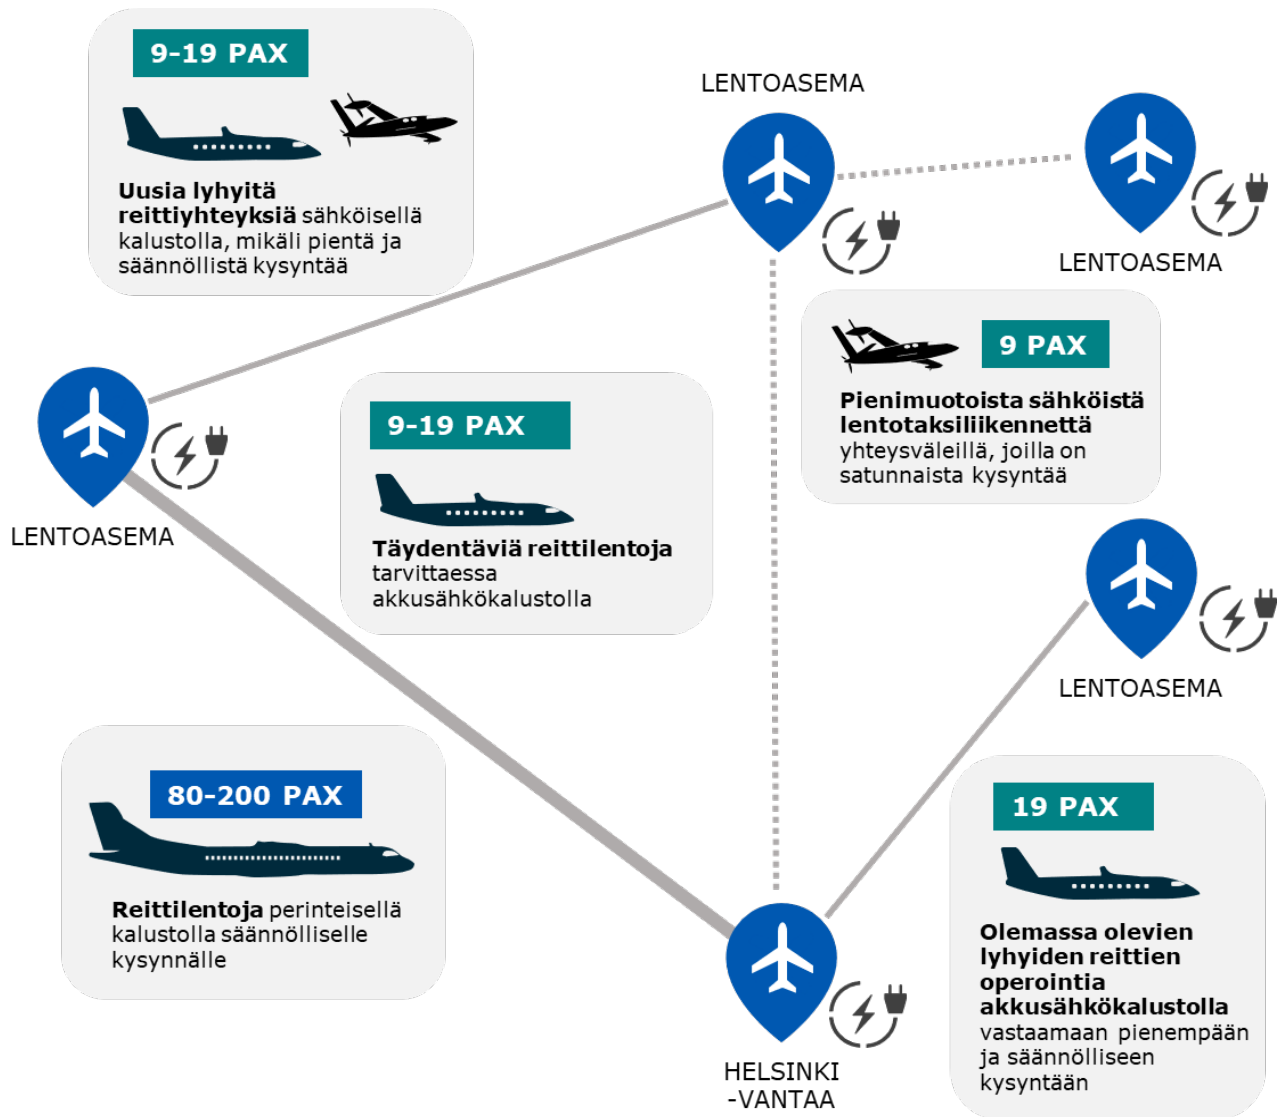 9-19 PAX
Uusia lyhyitä
reittiyhteyksiä sähköisellä
kalustolla, mikäli pientä ja
säännöllistä kysyntää
LENTOASEMA
LENTOASEMA
9 PAX
Pienimuotoista sähköistä
lentotaksiliikennettä
yhteysväleillä, joilla on
satunnaista kysyntää
LENTOASEMA
9-19 PAX
Täydentäviä reittilentoja
tarvittaessa
akkusähkökalustolla
LENTOASEMA
80-200 PAX
Reittilentoja perinteisellä
kalustolla säännölliselle
kysynnälle
19 PAX
Olemassa olevien
lyhyiden reittien
operointia
akkusähkökalustolla
vastaamaan pienempään
ja säännölliseen
kysyntään
HELSINKI
-VANTAA